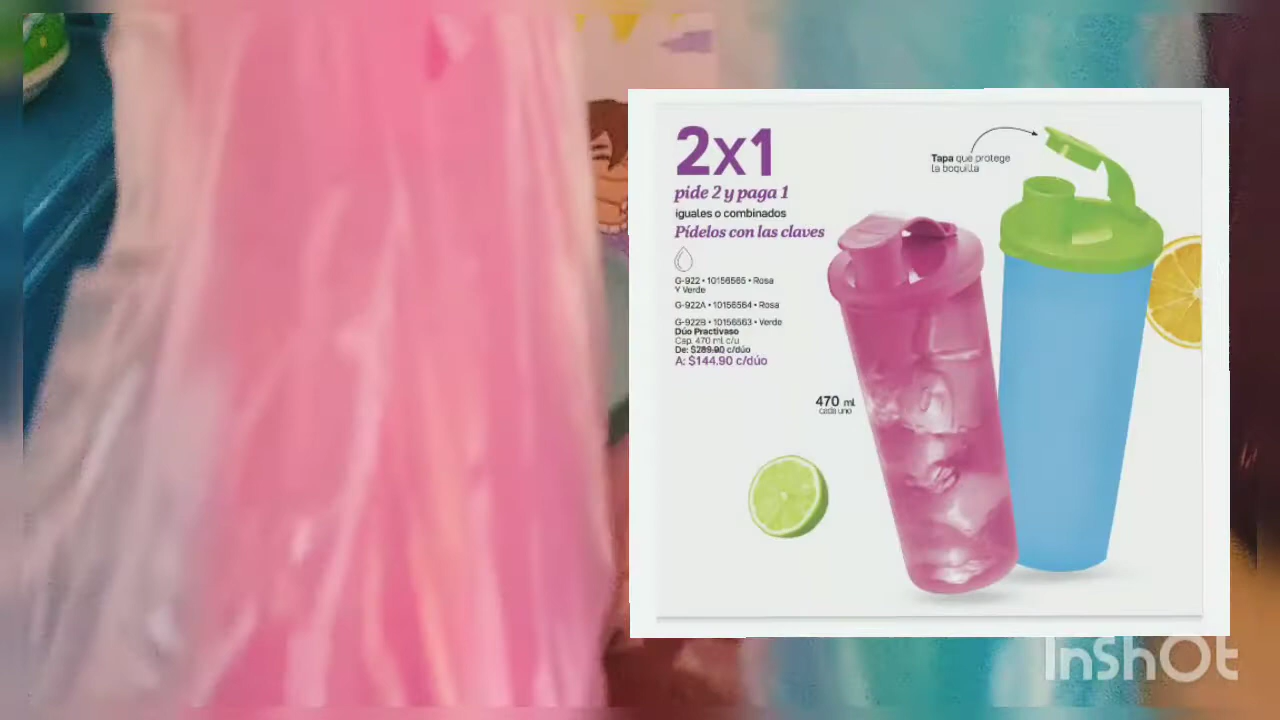 2x1
pide 2 y paga 1
iguales o combinados
Pídelos con las claves
G-922 • 10156565 • Rosa
Y Verde
G-922A • 10156564 • Rosa
G-922B • 10156563 • Verde
Dúo Practivaso
Cap. 470 ml c/u
De: $289.90 c/dúo
A: $144.90 c/dúo
Tapa que protege
la boquilla
470 ml
cada uno
InShOt